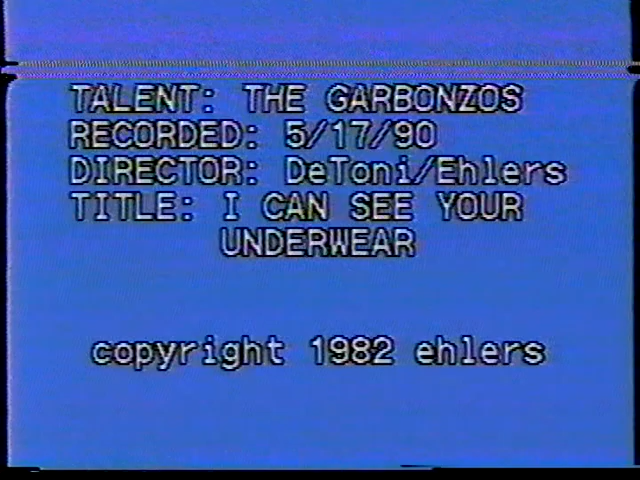 TALENT: THE GARBONZOS
RECORDED: 5/17/90
DIRECTOR: DeToni/Ehlers
TITLE: I CAN SEE YOUR
UNDERWEAR
copyright 1982 ehlers